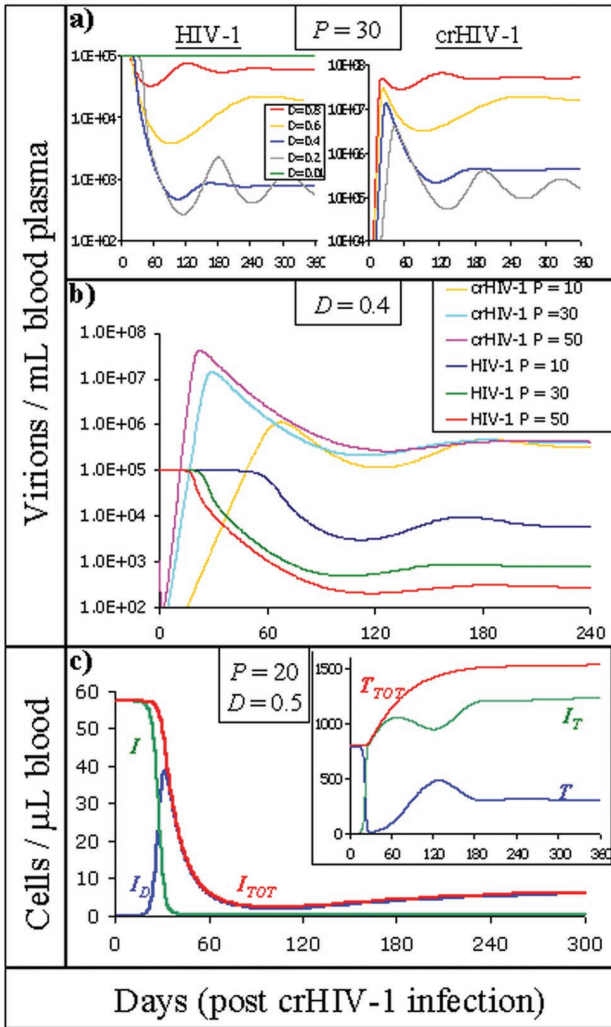 a) HIV-1 P = 30 crHIV-1
1.0E+05
1.0E+04
1.0E+03
1.0E+02
0 60 120 180 240 300 360
D=0.8
D=0.6
D=0.4
D=0.2
D=0.01
1.0E+08
1.0E+07
1.0E+06
1.0E+05
1.0E+04
0 60 120 180 240 300 360
Virions / mL blood plasma
b) D = 0.4
crHIV-1 P = 10
crHIV-1 P =30
crHIV-1 P = 50
HIV-1 P = 10
HIV-1 P = 30
HIV-1 P = 50
1.0E+08
1.0E+07
1.0E+06
1.0E+05
1.0E+04
1.0E+03
1.0E+02
0 60 120 180 240
c) P = 20
D = 0.5
Cells / μL blood
60
50
40
30
20
10
0
I
I_D
I_TOT
0 60 120 180 240 300
1500
1000
500
0
T_TOT
I_T
T
0 60 120 180 240 300 360
Days (post crHIV-1 infection)